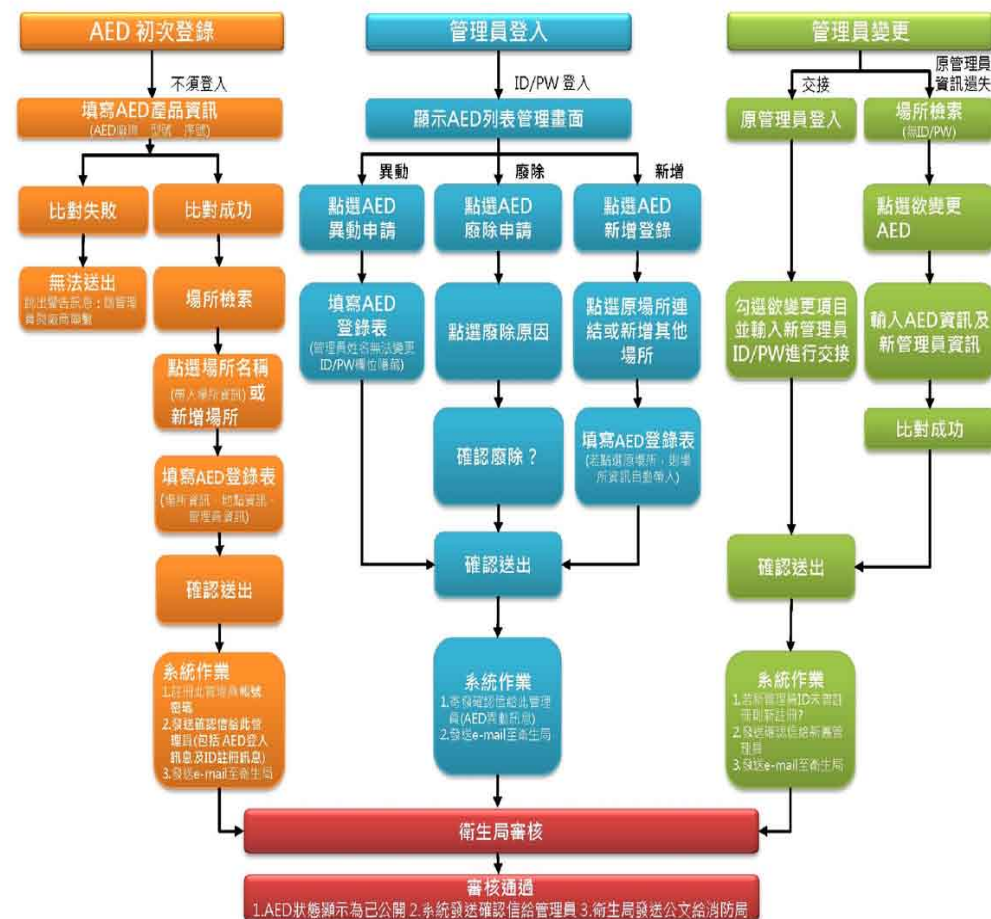 AED 初次登錄
不須登入
填寫AED產品資訊
(AED廠牌、型號、序號)
比對失敗
比對成功
無法送出
跳出警告訊息：請管理
員與廠商聯繫
場所檢索
點選場所名稱
(帶入場所資訊) 或
新增場所
填寫AED登錄表
(場所資訊、地點資訊、
管理員資訊)
確認送出
系統作業
1.註冊此管理員帳號
密碼
2.發送確認信給此管
理員(包括AED登入
訊息及ID註冊訊息)
3.發送e-mail至衛生局
管理員登入
ID/PW 登入
顯示AED列表管理畫面
異動
廢除
新增
點選AED
異動申請
點選AED
廢除申請
點選AED
新增登錄
填寫AED
登錄表
(管理員姓名無法變更
ID/PW欄位隱藏)
點選廢除原因
點選原場所連
結或新增其他
場所
確認廢除？
填寫AED登錄表
(若點選原場所，則場
所資訊自動帶入)
確認送出
系統作業
1.寄發確認信給此管理
員(AED異動訊息)
2.發送e-mail至衛生局
管理員變更
交接
原管理員
資訊遺失
原管理員登入
場所檢索
(無ID/PW)
點選欲變更
AED
勾選欲變更項目
並輸入新管理員
ID/PW進行交接
輸入AED資訊及
新管理員資訊
比對成功
確認送出
系統作業
1.若新管理員ID未曾註
冊則新註冊?
2.發送確認信給新舊管
理員
3.發送e-mail至衛生局
衛生局審核
審核通過
1.AED狀態顯示為已公開 2.系統發送確認信給管理員 3.衛生局發送公文給消防局